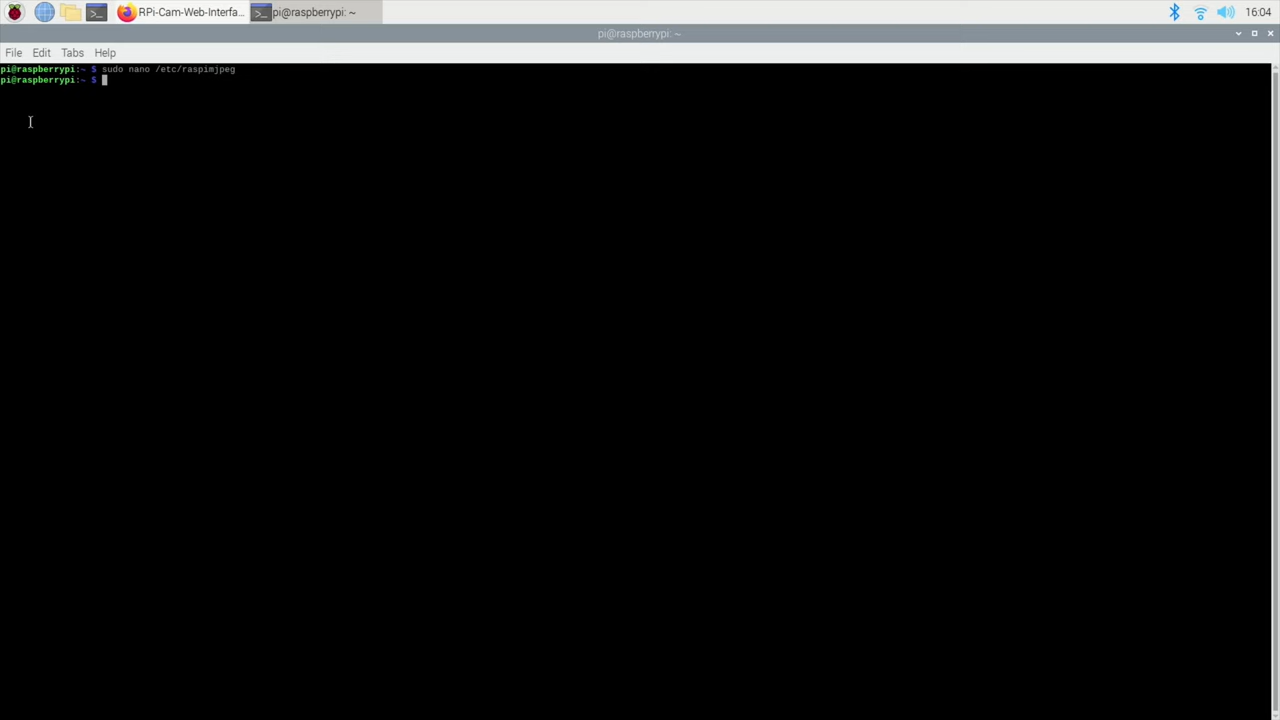 RPi-Cam-Web-Interfa...
pi@raspberrypi: ~
16:04
pi@raspberrypi: ~
File Edit Tabs Help
pi@raspberrypi:~ $ sudo nano /etc/raspimjpeg
pi@raspberrypi:~ $